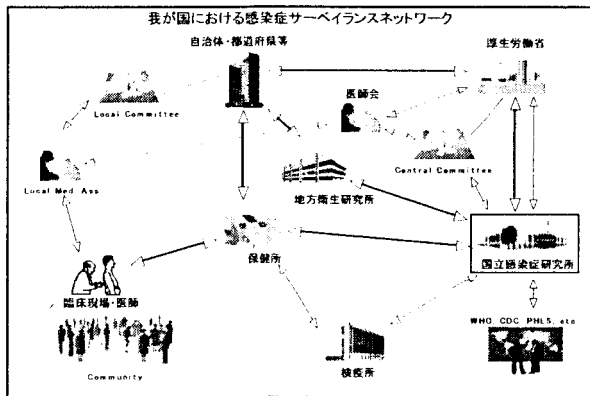 我が国における感染症サーベイランスネットワーク
自治体・都道府県等
厚生労働省
医師会
Local Committee
Central Committee
Local Med. Ass.
地方衛生研究所
保健所
国立感染症研究所
臨床現場・医師
WHO, CDC, PHLS, etc
検疫所
Community